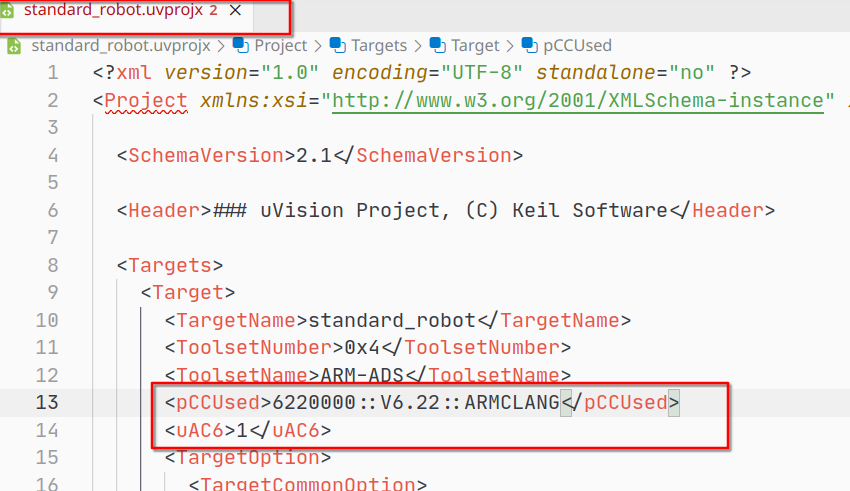 standard_robot.uvprojx 2
standard_robot.uvprojx > Project > Targets > Target > pCCUsed
1 <?xml version="1.0" encoding="UTF-8" standalone="no" ?>
2 <Project xmlns:xsi="http://www.w3.org/2001/XMLSchema-instance"
3
4 <SchemaVersion>2.1</SchemaVersion>
5
6 <Header>### uVision Project, (C) Keil Software</Header>
7
8 <Targets>
9 <Target>
10 <TargetName>standard_robot</TargetName>
11 <ToolsetNumber>0x4</ToolsetNumber>
12 <ToolsetName>ARM-ADS</ToolsetName>
13 <pCCUsed>6220000::V6.22::ARMCLANG</pCCUsed>
14 <uAC6>1</uAC6>
15 <TargetOption>
16 <TargetCommonOption>